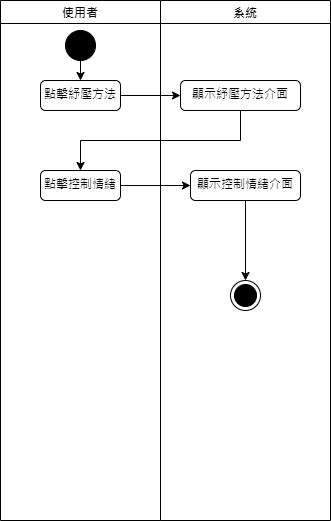 使用者
系統
點擊紓壓方法
顯示紓壓方法介面
點擊控制情緒
顯示控制情緒介面